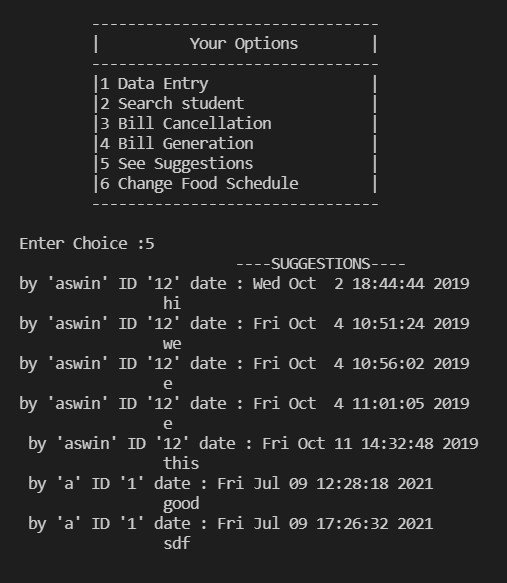 --------------------------------
|          Your Options        |
--------------------------------
|1 Data Entry                  |
|2 Search student              |
|3 Bill Cancellation           |
|4 Bill Generation             |
|5 See Suggestions             |
|6 Change Food Schedule        |
--------------------------------
Enter Choice :5
----SUGGESTIONS----
by 'aswin' ID '12' date : Wed Oct  2 18:44:44 2019
hi
by 'aswin' ID '12' date : Fri Oct  4 10:51:24 2019
we
by 'aswin' ID '12' date : Fri Oct  4 10:56:02 2019
e
by 'aswin' ID '12' date : Fri Oct  4 11:01:05 2019
e
by 'aswin' ID '12' date : Fri Oct 11 14:32:48 2019
this
by 'a' ID '1' date : Fri Jul 09 12:28:18 2021
good
by 'a' ID '1' date : Fri Jul 09 17:26:32 2021
sdf